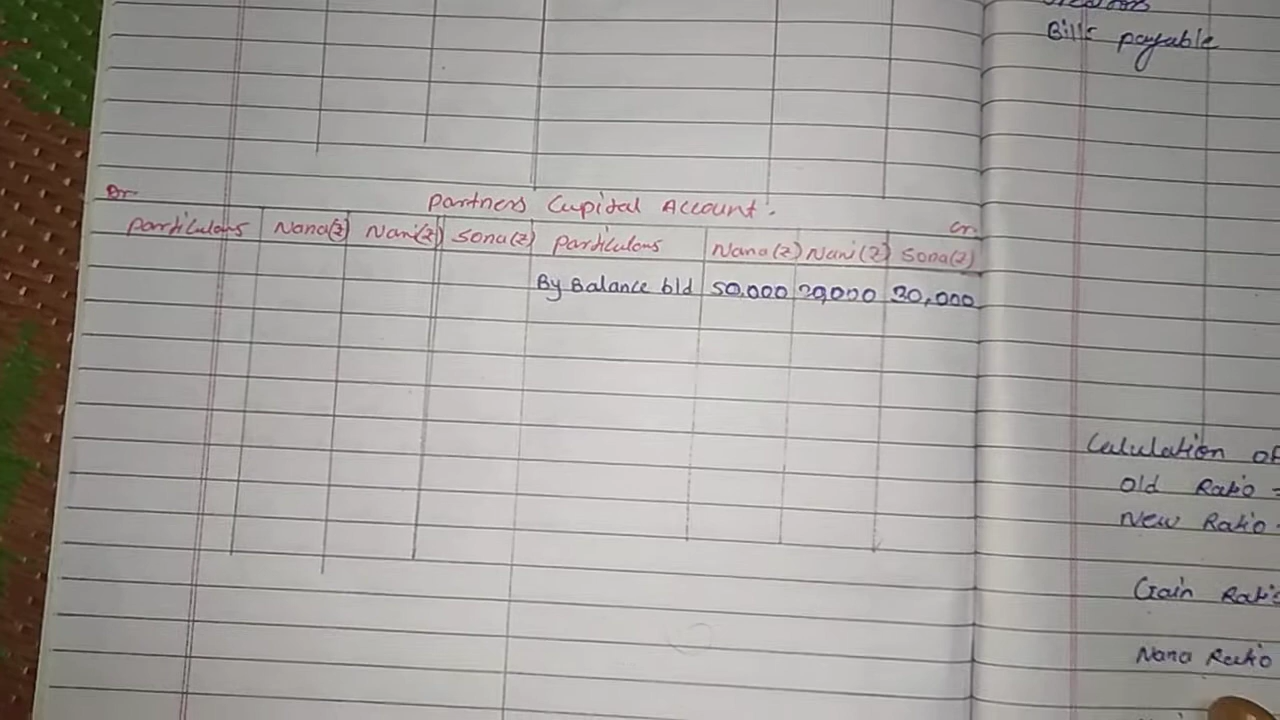 Bills payable
Dr.
Partners Capital Account.
Cr.
Particulars Nana(₹) Nani(₹) Sona(₹) Particulars Nana(₹) Nani(₹) Sona(₹)
By Balance b/d 50,000 20,000 30,000
Calculation of
Old Ratio =
New Ratio =
Gain Ratio
Nana Ratio